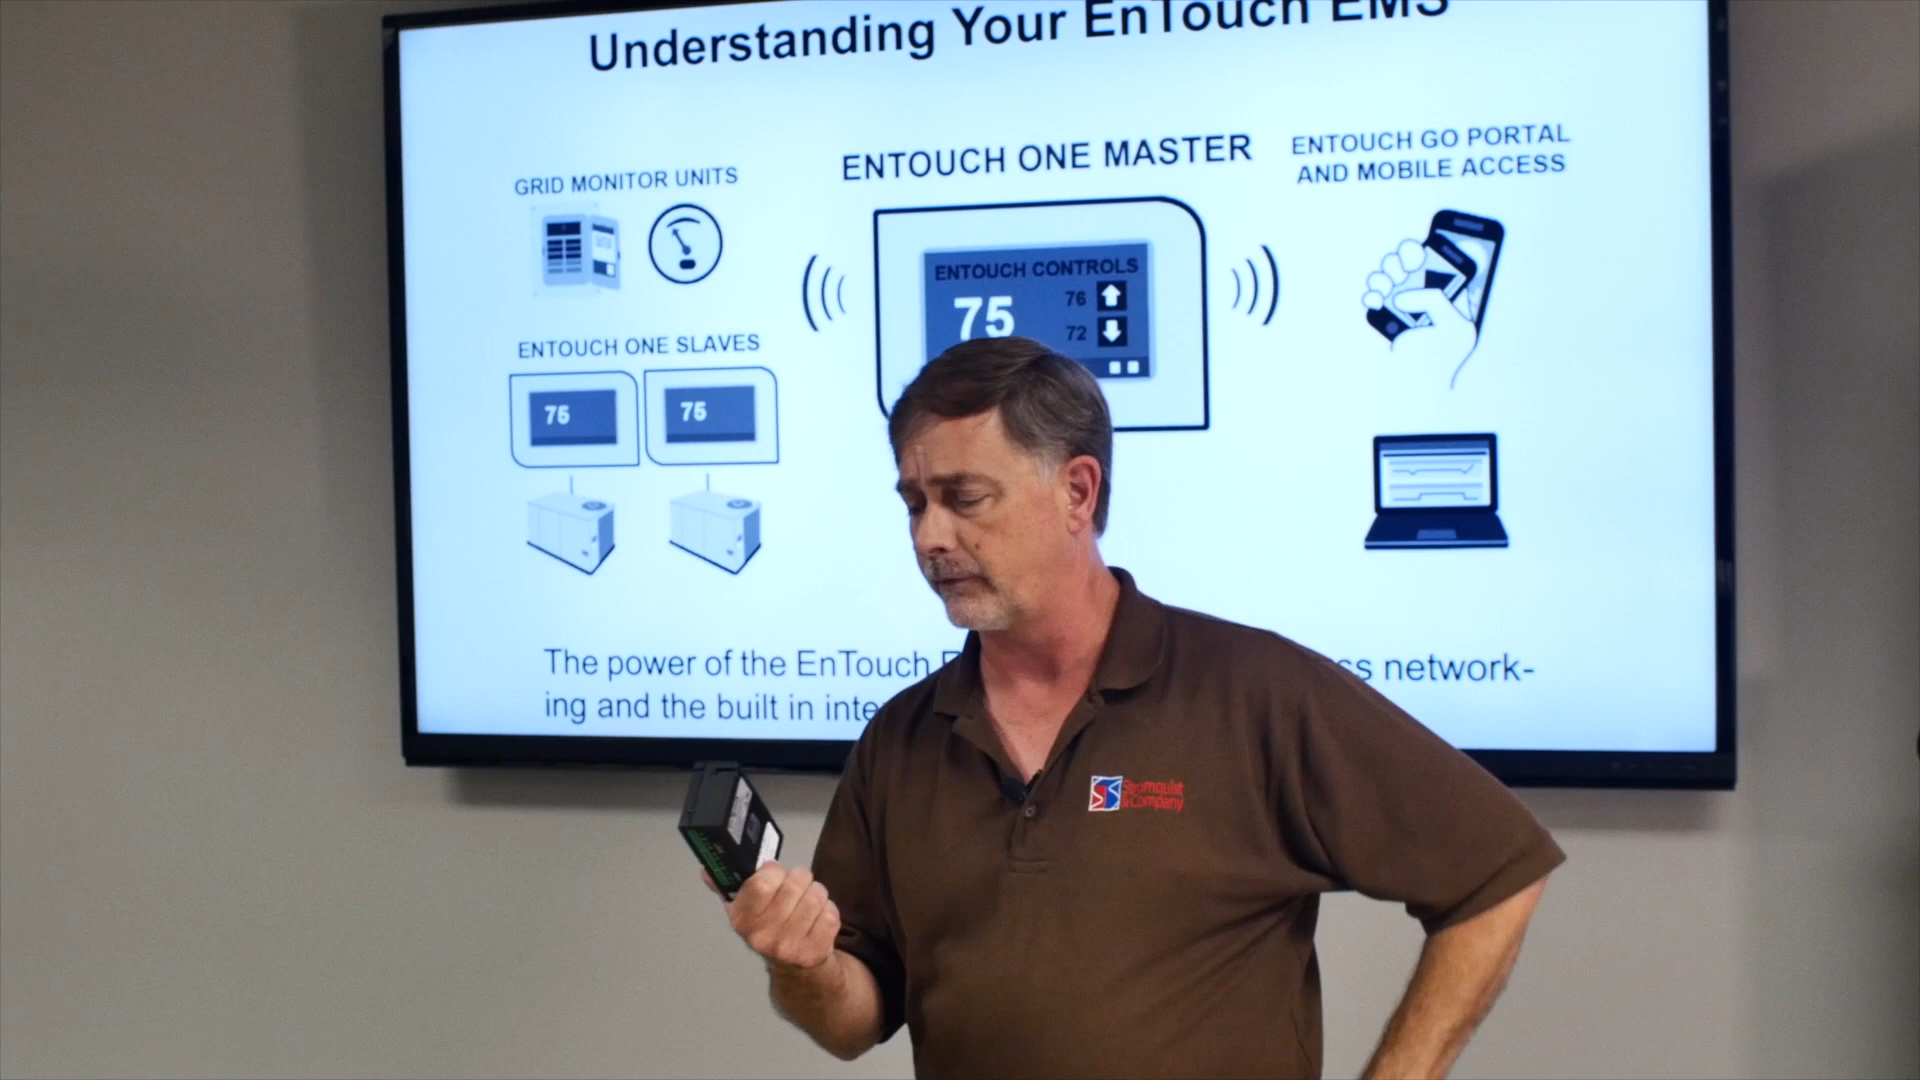 Understanding Your EnTouch EMS
GRID MONITOR UNITS
ENTOUCH ONE MASTER
ENTOUCH GO PORTAL
AND MOBILE ACCESS
ENTOUCH CONTROLS
75
76
72
ENTOUCH ONE SLAVES
75
75
The power of the EnTouch
ss network-
ing and the built in inte
Stromquist
& Company